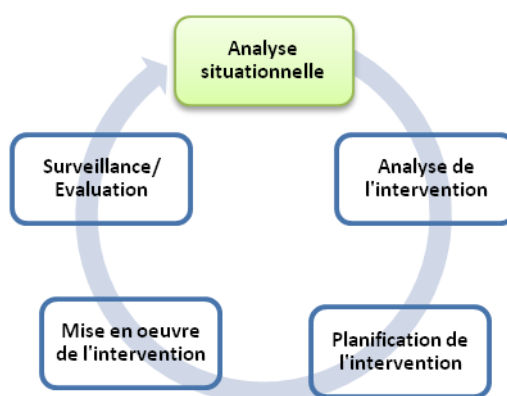 Analyse
situationnelle
Analyse de
l'intervention
Planification de
l'intervention
Mise en oeuvre
de l'intervention
Surveillance/
Evaluation